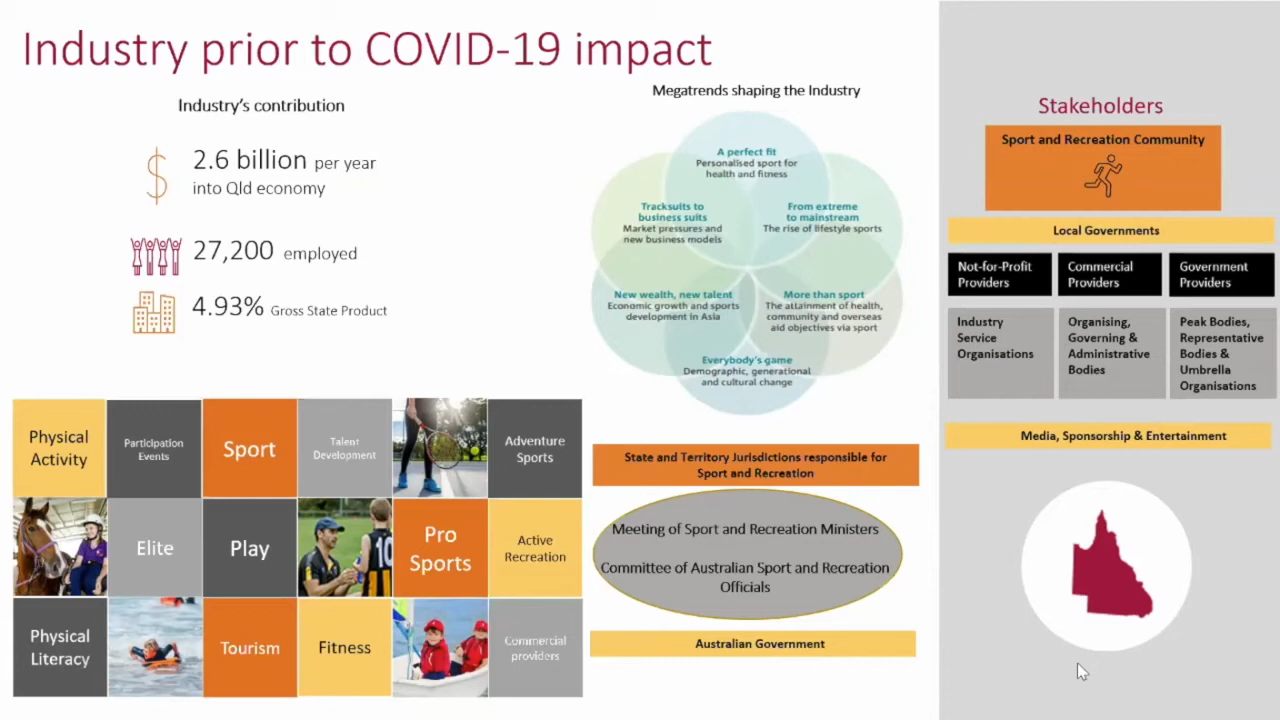 Industry prior to COVID-19 impact
Industry's contribution
2.6 billion per year
into Qld economy
27,200 employed
4.93% Gross State Product
Megatrends shaping the Industry
A perfect fit
Personalised sport for
health and fitness
Tracksuits to
business suits
Market pressures and
new business models
From extreme
to mainstream
The rise of lifestyle sports
New wealth, new talent
Economic growth and sports
development in Asia
More than sport
The attainment of health,
community and overseas
aid objectives via sport
Everybody's game
Demographic, generational
and cultural change
Physical
Activity
Participation
Events
Sport
Talent
Development
Adventure
Sports
Elite
Play
10
Pro
Sports
Active
Recreation
Physical
Literacy
Tourism
Fitness
Commercial
providers
State and Territory Jurisdictions responsible for
Sport and Recreation
Meeting of Sport and Recreation Ministers
Committee of Australian Sport and Recreation
Officials
Australian Government
Stakeholders
Sport and Recreation Community
Local Governments
Not-for-Profit
Providers
Commercial
Providers
Government
Providers
Industry
Service
Organisations
Organising,
Governing &
Administrative
Bodies
Peak Bodies,
Representative
Bodies &
Umbrella
Organisations
Media, Sponsorship & Entertainment